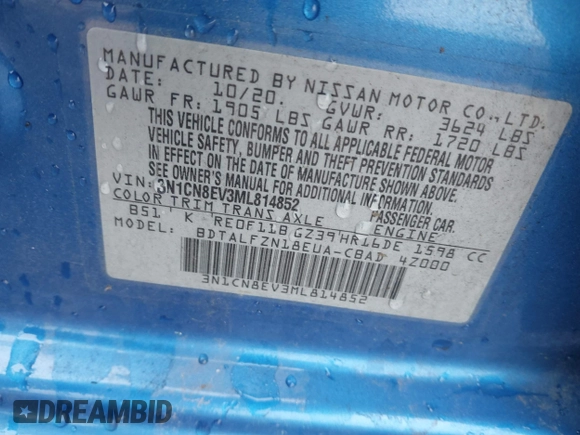 MANUFACTURED BY NISSAN MOTOR CO., LTD.
DATE: 10/20. GVWR: 3624 LBS
GAWR FR: 1905 LBS GAWR RR: 1720 LBS
THIS VEHICLE CONFORMS TO ALL APPLICABLE FEDERAL MOTOR
VEHICLE SAFETY, BUMPER AND THEFT PREVENTION STANDARDS
IN EFFECT ON THE DATE OF MANUFACTURE SHOWN ABOVE.
SEE OWNER'S MANUAL FOR ADDITIONAL INFORMATION.
VIN: 3N1CN8EV3ML814852 PASSENGER CAR.
COLOR TRIM TRANS AXLE ENGINE
B51 K RE0F11B GZ39 HR16DE 1598 CC
MODEL: BDTALFZN18EUA-CBAD 4Z000
3N1CN8EV3ML814852
DREAMBID